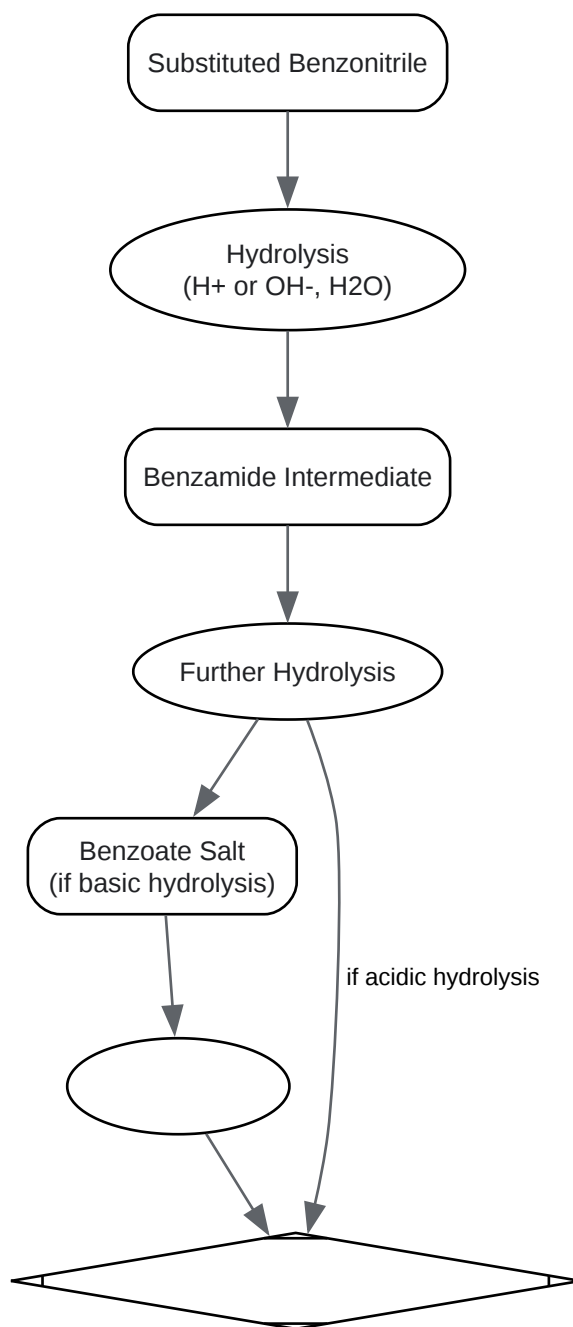 Substituted Benzonitrile
Hydrolysis
(H+ or OH-, H2O)
Benzamide Intermediate
Further Hydrolysis
Benzoate Salt
(if basic hydrolysis)
if acidic hydrolysis